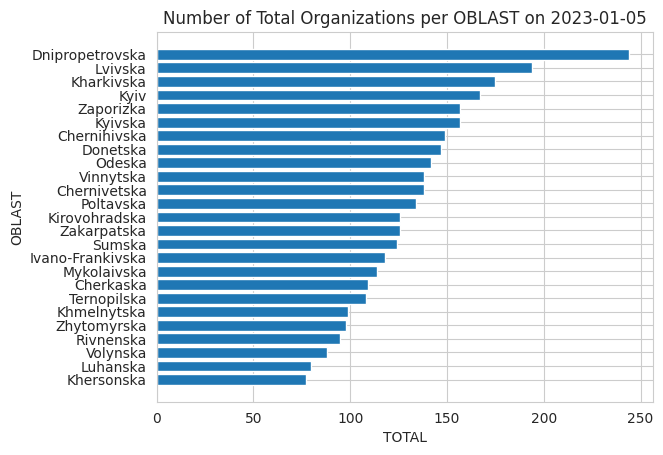 Number of Total Organizations per OBLAST on 2023-01-05
Dnipropetrovska
Lvivska
Kharkivska
Kyiv
Zaporizka
Kyivska
Chernihivska
Donetska
Odeska
Vinnytska
Chernivetska
Poltavska
Kirovohradska
Zakarpatska
Sumska
Ivano-Frankivska
Mykolaivska
Cherkaska
Ternopilska
Khmelnytska
Zhytomyrska
Rivnenska
Volynska
Luhanska
Khersonska
OBLAST
0 50 100 150 200 250
TOTAL